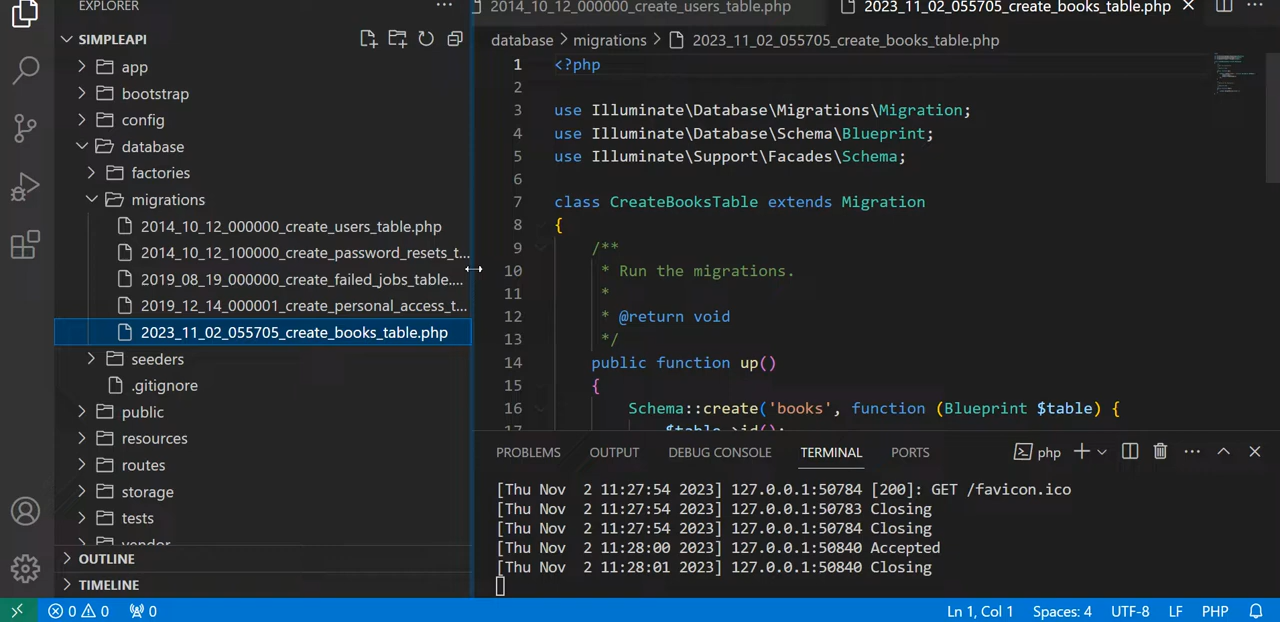 EXPLORER
SIMPLEAPI
app
bootstrap
config
database
factories
migrations
2014_10_12_000000_create_users_table.php
2014_10_12_100000_create_password_resets_t...
2019_08_19_000000_create_failed_jobs_table....
2019_12_14_000001_create_personal_access_t...
2023_11_02_055705_create_books_table.php
seeders
.gitignore
public
resources
routes
storage
tests
vendor
OUTLINE
TIMELINE
2014_10_12_000000_create_users_table.php
2023_11_02_055705_create_books_table.php
database > migrations > 2023_11_02_055705_create_books_table.php
1 <?php
2
3 use Illuminate\Database\Migrations\Migration;
4 use Illuminate\Database\Schema\Blueprint;
5 use Illuminate\Support\Facades\Schema;
6
7 class CreateBooksTable extends Migration
8 {
9 /**
10 * Run the migrations.
11 *
12 * @return void
13 */
14 public function up()
15 {
16 Schema::create('books', function (Blueprint $table) {
17 $table->id();
PROBLEMS OUTPUT DEBUG CONSOLE TERMINAL PORTS php
[Thu Nov  2 11:27:54 2023] 127.0.0.1:50784 [200]: GET /favicon.ico
[Thu Nov  2 11:27:54 2023] 127.0.0.1:50783 Closing
[Thu Nov  2 11:27:54 2023] 127.0.0.1:50784 Closing
[Thu Nov  2 11:28:00 2023] 127.0.0.1:50840 Accepted
[Thu Nov  2 11:28:01 2023] 127.0.0.1:50840 Closing
0 0 0 Ln 1, Col 1 Spaces: 4 UTF-8 LF PHP